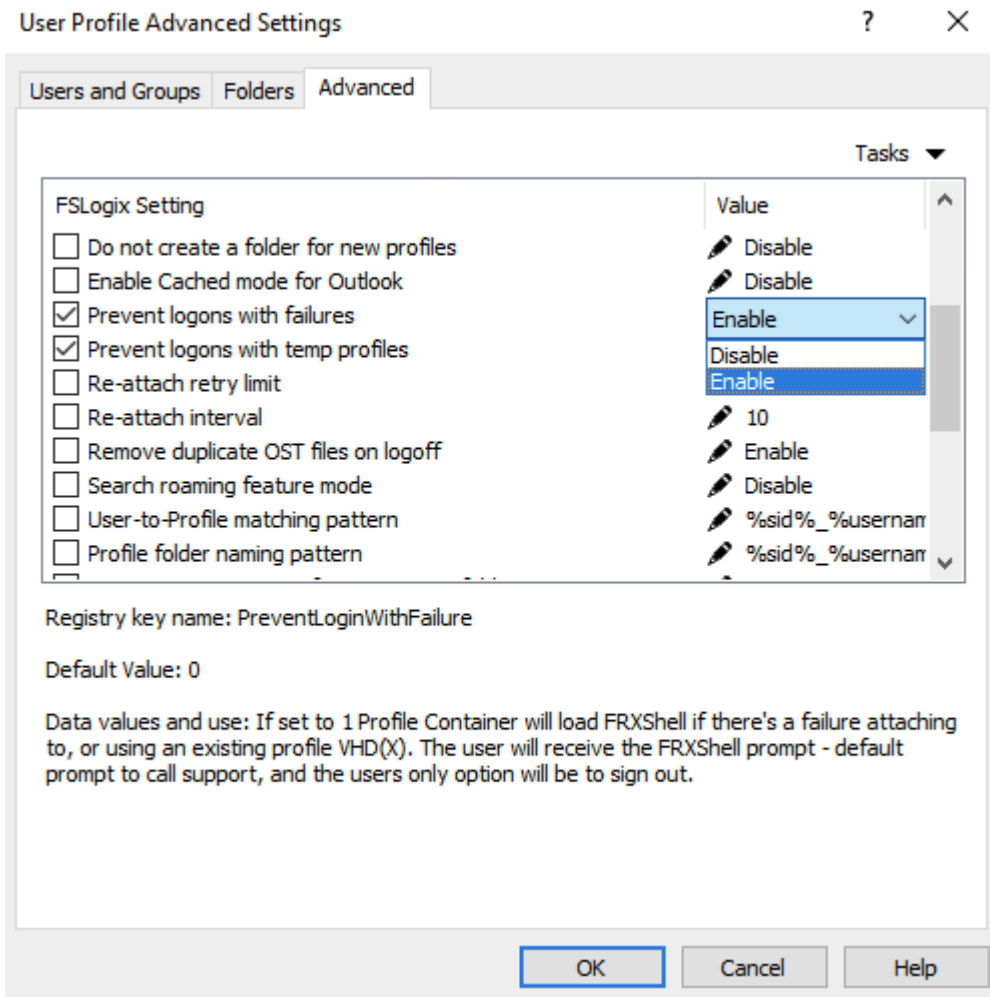 User Profile Advanced Settings
Users and Groups Folders Advanced
Tasks
FSLogix Setting Value
Do not create a folder for new profiles Disable
Enable Cached mode for Outlook Disable
Prevent logons with failures Enable
Prevent logons with temp profiles Disable
Re-attach retry limit Enable
Re-attach interval 10
Remove duplicate OST files on logoff Enable
Search roaming feature mode Disable
User-to-Profile matching pattern %sid%_%usernam
Profile folder naming pattern %sid%_%usernam
Registry key name: PreventLoginWithFailure
Default Value: 0
Data values and use: If set to 1 Profile Container will load FRXShell if there's a failure attaching
to, or using an existing profile VHD(X). The user will receive the FRXShell prompt - default
prompt to call support, and the users only option will be to sign out.
OK Cancel Help